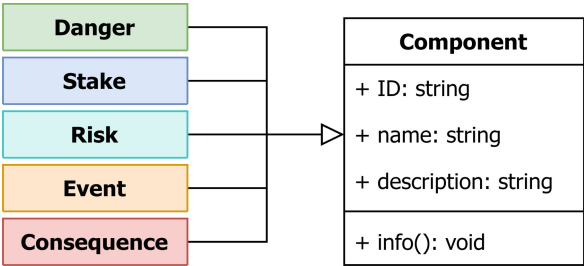 Danger
Stake
Risk
Event
Consequence
Component
+ ID: string
+ name: string
+ description: string
+ info(): void